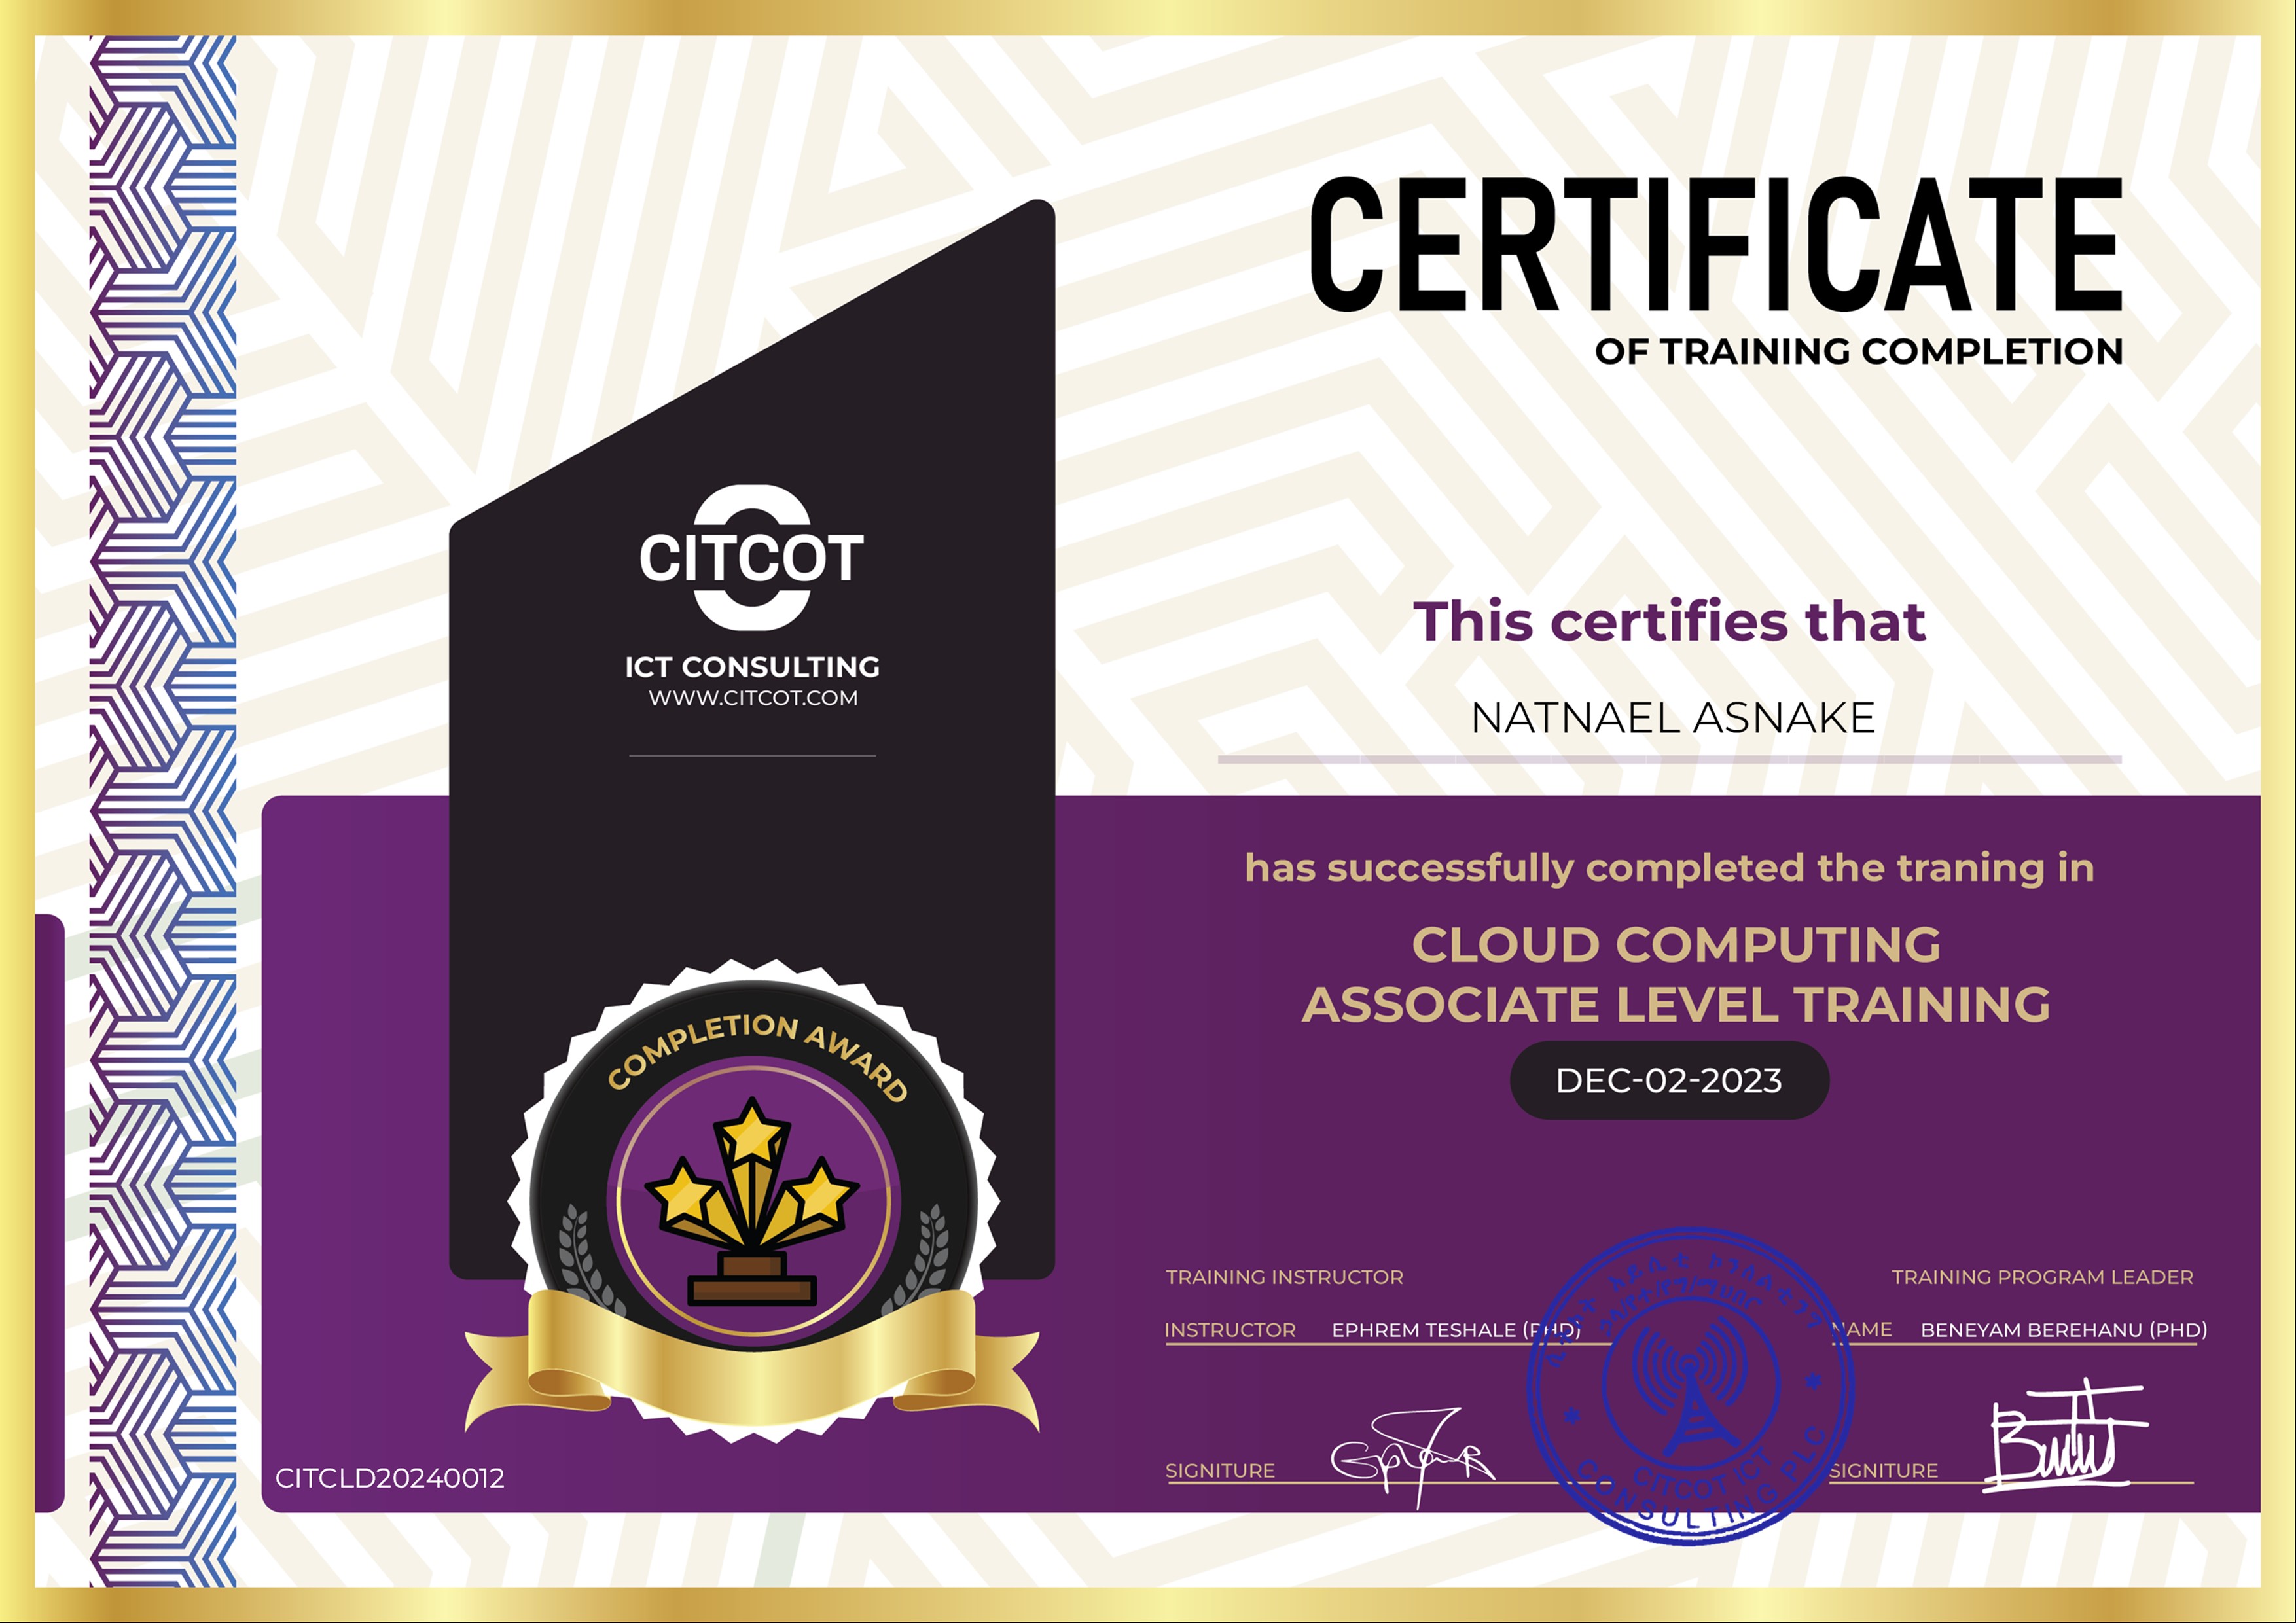 CERTIFICATE
OF TRAINING COMPLETION
CITCOT
ICT CONSULTING
WWW.CITCOT.COM
This certifies that
NATNAEL ASNAKE
has successfully completed the traning in
CLOUD COMPUTING
ASSOCIATE LEVEL TRAINING
DEC-02-2023
COMPLETION AWARD
TRAINING INSTRUCTOR
INSTRUCTOR EPHREM TESHALE (PHD)
SIGNITURE
TRAINING PROGRAM LEADER
NAME BENEYAM BEREHANU (PHD)
SIGNITURE
CITCOT ICT
CONSULTING PLC
CITCLD20240012